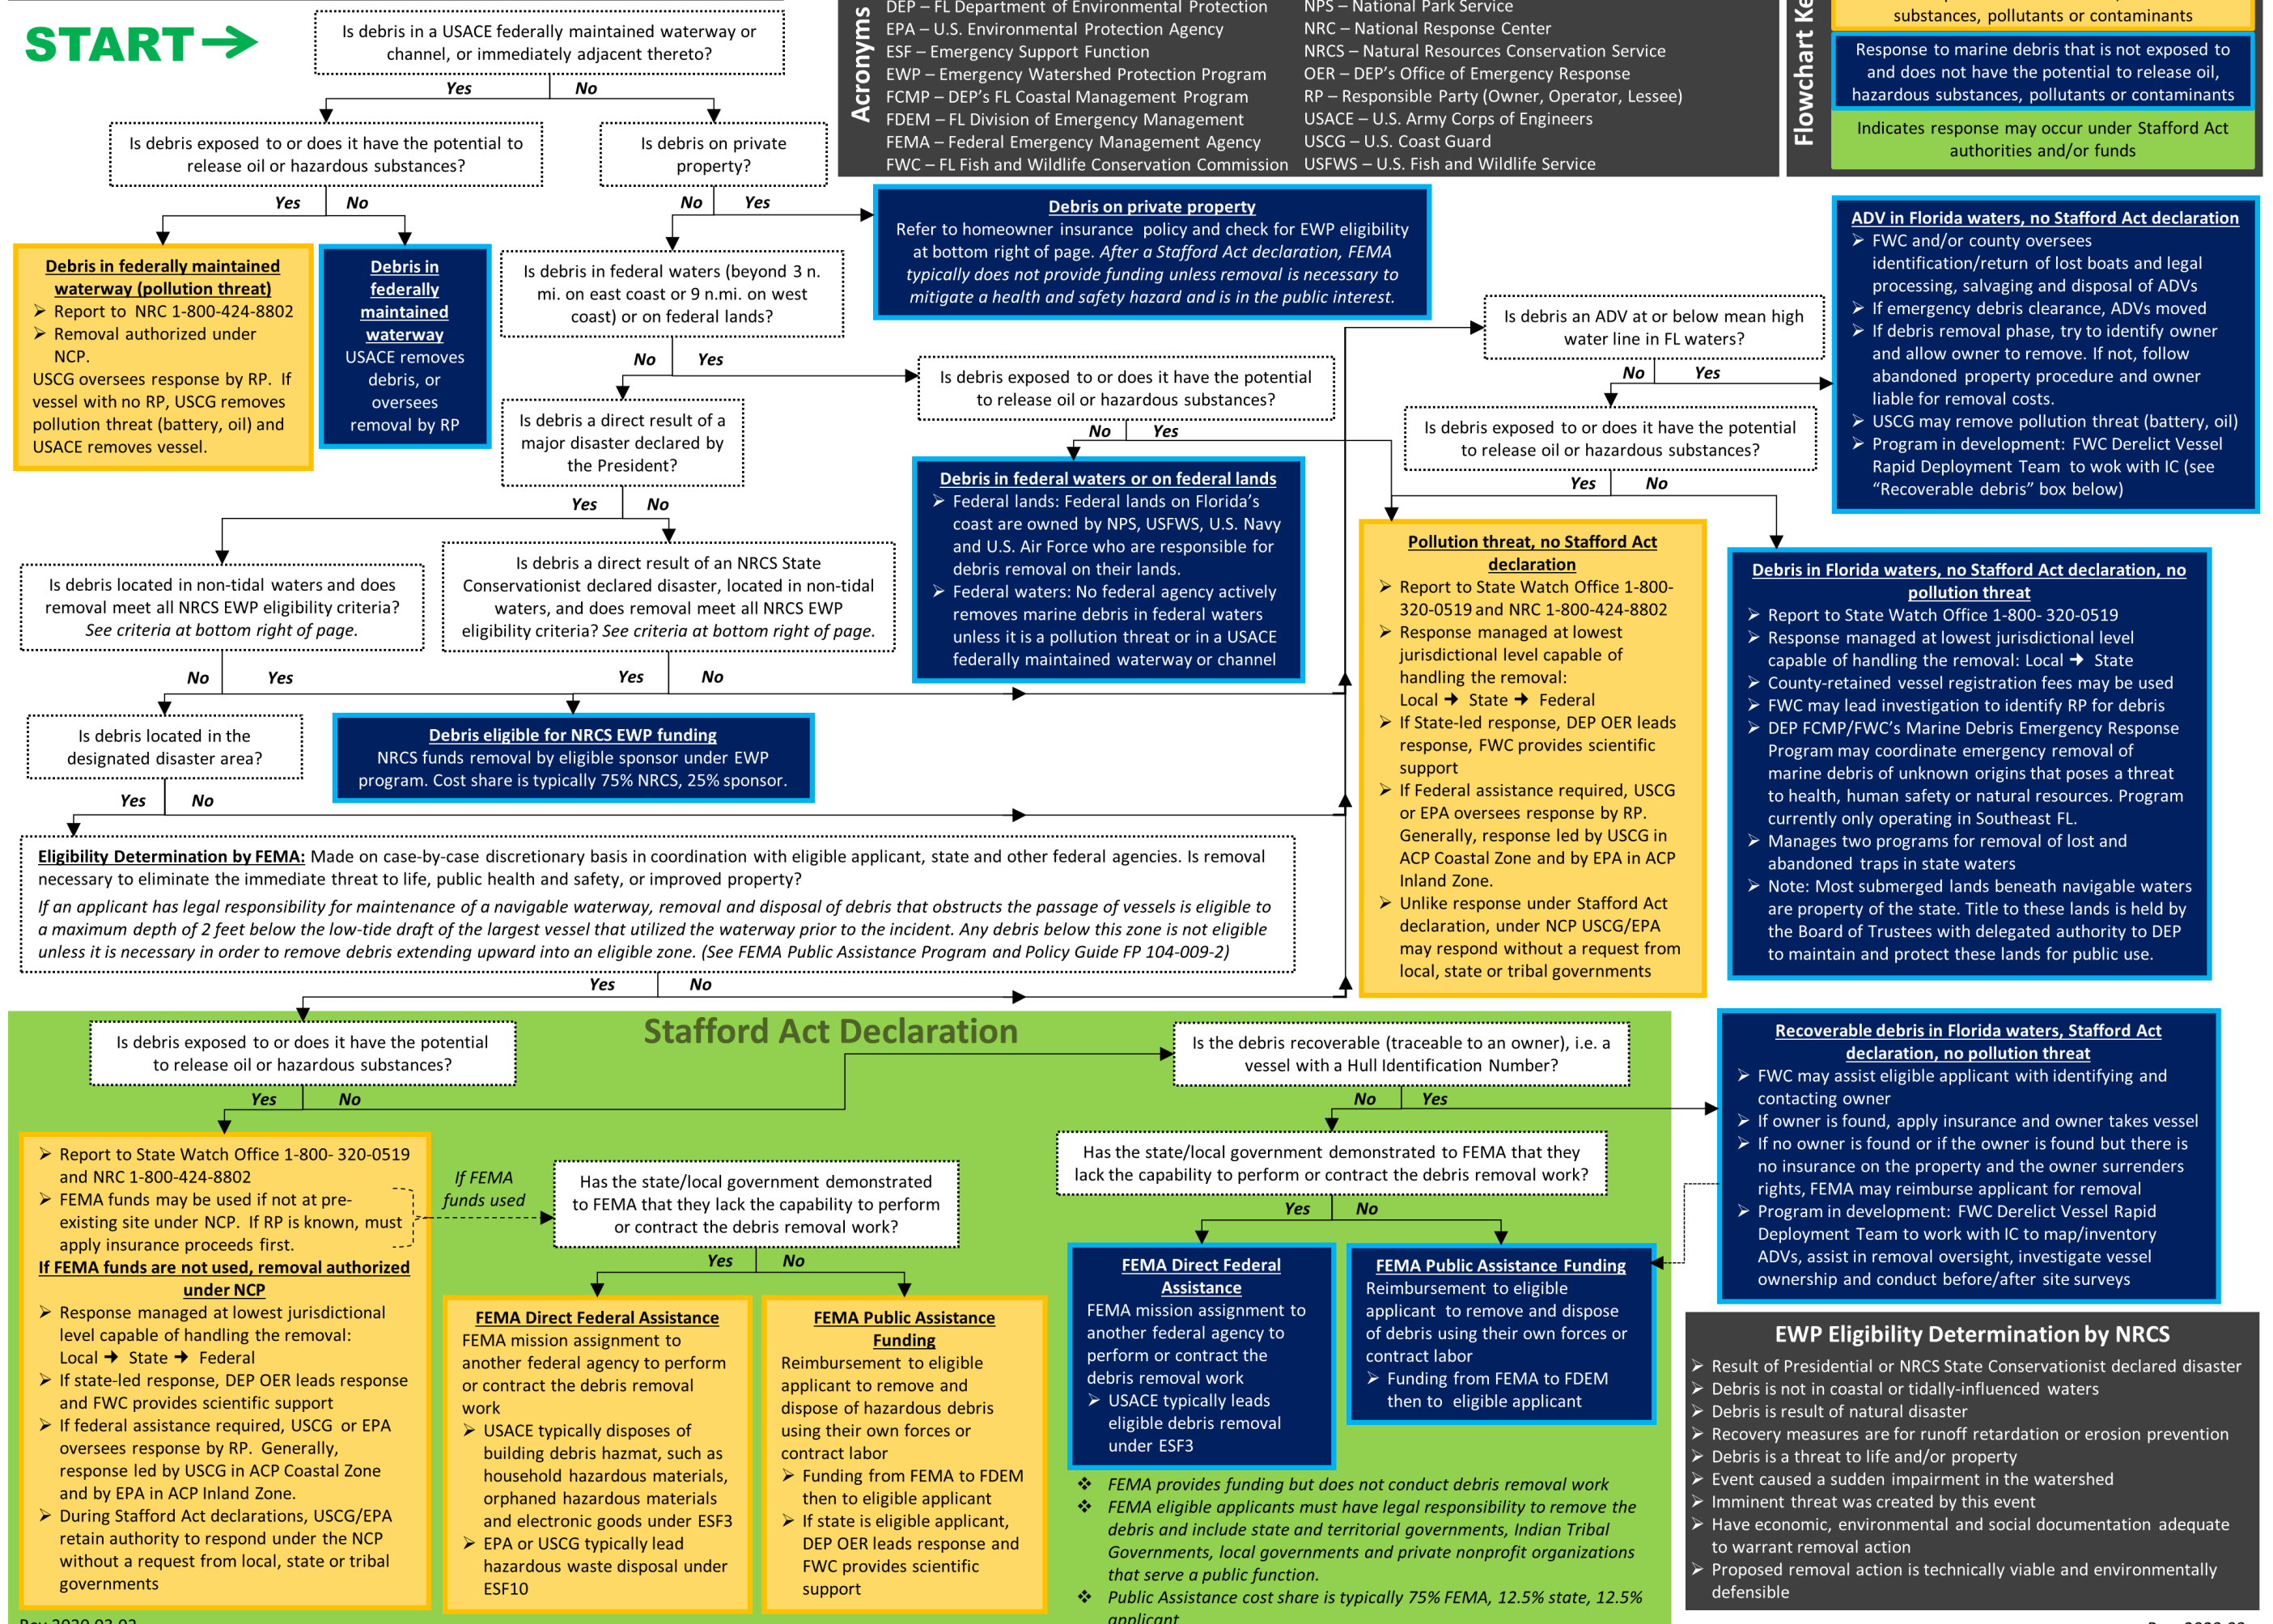 START
Is debris in a USACE federally maintained waterway or
channel, or immediately adjacent thereto?
Yes
No
Acronyms
DEP – FL Department of Environmental Protection
EPA – U.S. Environmental Protection Agency
ESF – Emergency Support Function
EWP – Emergency Watershed Protection Program
FCMP – DEP’s FL Coastal Management Program
FDEM – FL Division of Emergency Management
FEMA – Federal Emergency Management Agency
FWC – FL Fish and Wildlife Conservation Commission
NPS – National Park Service
NRC – National Response Center
NRCS – Natural Resources Conservation Service
OER – DEP’s Office of Emergency Response
RP – Responsible Party (Owner, Operator, Lessee)
USACE – U.S. Army Corps of Engineers
USCG – U.S. Coast Guard
USFWS – U.S. Fish and Wildlife Service
Flowchart Ke
substances, pollutants or contaminants
Response to marine debris that is not exposed to
and does not have the potential to release oil,
hazardous substances, pollutants or contaminants
Indicates response may occur under Stafford Act
authorities and/or funds
Is debris exposed to or does it have the potential to
release oil or hazardous substances?
Yes
No
Is debris on private
property?
No
Yes
Debris in federally maintained
waterway (pollution threat)
➢ Report to NRC 1-800-424-8802
➢ Removal authorized under
NCP.
USCG oversees response by RP. If
vessel with no RP, USCG removes
pollution threat (battery, oil) and
USACE removes vessel.
Debris in
federally
maintained
waterway
USACE removes
debris, or
oversees
removal by RP
Debris on private property
Refer to homeowner insurance policy and check for EWP eligibility
at bottom right of page. After a Stafford Act declaration, FEMA
typically does not provide funding unless removal is necessary to
mitigate a health and safety hazard and is in the public interest.
Is debris in federal waters (beyond 3 n.
mi. on east coast or 9 n.mi. on west
coast) or on federal lands?
No
Yes
Is debris exposed to or does it have the potential
to release oil or hazardous substances?
No
Yes
Is debris a direct result of a
major disaster declared by
the President?
Yes
No
Debris in federal waters or on federal lands
➢ Federal lands: Federal lands on Florida’s
coast are owned by NPS, USFWS, U.S. Navy
and U.S. Air Force who are responsible for
debris removal on their lands.
➢ Federal waters: No federal agency actively
removes marine debris in federal waters
unless it is a pollution threat or in a USACE
federally maintained waterway or channel
Is debris an ADV at or below mean high
water line in FL waters?
No
Yes
ADV in Florida waters, no Stafford Act declaration
➢ FWC and/or county oversees
identification/return of lost boats and legal
processing, salvaging and disposal of ADVs
➢ If emergency debris clearance, ADVs moved
➢ If debris removal phase, try to identify owner
and allow owner to remove. If not, follow
abandoned property procedure and owner
liable for removal costs.
➢ USCG may remove pollution threat (battery, oil)
➢ Program in development: FWC Derelict Vessel
Rapid Deployment Team to wok with IC (see
“Recoverable debris” box below)
Is debris exposed to or does it have the potential
to release oil or hazardous substances?
Yes
No
Pollution threat, no Stafford Act
declaration
➢ Report to State Watch Office 1-800-
320-0519 and NRC 1-800-424-8802
➢ Response managed at lowest
jurisdictional level capable of
handling the removal:
Local ➔ State ➔ Federal
➢ If State-led response, DEP OER leads
response, FWC provides scientific
support
➢ If Federal assistance required, USCG
or EPA oversees response by RP.
Generally, response led by USCG in
ACP Coastal Zone and by EPA in ACP
Inland Zone.
➢ Unlike response under Stafford Act
declaration, under NCP USCG/EPA
may respond without a request from
local, state or tribal governments
Debris in Florida waters, no Stafford Act declaration, no
pollution threat
➢ Report to State Watch Office 1-800- 320-0519
➢ Response managed at lowest jurisdictional level
capable of handling the removal: Local ➔ State
➢ County-retained vessel registration fees may be used
➢ FWC may lead investigation to identify RP for debris
➢ DEP FCMP/FWC’s Marine Debris Emergency Response
Program may coordinate emergency removal of
marine debris of unknown origins that poses a threat
to health, human safety or natural resources. Program
currently only operating in Southeast FL.
➢ Manages two programs for removal of lost and
abandoned traps in state waters
➢ Note: Most submerged lands beneath navigable waters
are property of the state. Title to these lands is held by
the Board of Trustees with delegated authority to DEP
to maintain and protect these lands for public use.
Is debris located in non-tidal waters and does
removal meet all NRCS EWP eligibility criteria?
See criteria at bottom right of page.
No
Yes
Is debris a direct result of an NRCS State
Conservationist declared disaster, located in non-tidal
waters, and does removal meet all NRCS EWP
eligibility criteria? See criteria at bottom right of page.
Yes
No
Is debris located in the
designated disaster area?
Yes
No
Debris eligible for NRCS EWP funding
NRCS funds removal by eligible sponsor under EWP
program. Cost share is typically 75% NRCS, 25% sponsor.
Eligibility Determination by FEMA: Made on case-by-case discretionary basis in coordination with eligible applicant, state and other federal agencies. Is removal
necessary to eliminate the immediate threat to life, public health and safety, or improved property?
If an applicant has legal responsibility for maintenance of a navigable waterway, removal and disposal of debris that obstructs the passage of vessels is eligible to
a maximum depth of 2 feet below the low-tide draft of the largest vessel that utilized the waterway prior to the incident. Any debris below this zone is not eligible
unless it is necessary in order to remove debris extending upward into an eligible zone. (See FEMA Public Assistance Program and Policy Guide FP 104-009-2)
Yes
No
Stafford Act Declaration
Is debris exposed to or does it have the potential
to release oil or hazardous substances?
Yes
No
Is the debris recoverable (traceable to an owner), i.e. a
vessel with a Hull Identification Number?
No
Yes
➢ Report to State Watch Office 1-800- 320-0519
and NRC 1-800-424-8802
➢ FEMA funds may be used if not at pre-
existing site under NCP. If RP is known, must
apply insurance proceeds first.
If FEMA funds are not used, removal authorized
under NCP
➢ Response managed at lowest jurisdictional
level capable of handling the removal:
Local ➔ State ➔ Federal
➢ If state-led response, DEP OER leads response
and FWC provides scientific support
➢ If federal assistance required, USCG or EPA
oversees response by RP. Generally,
response led by USCG in ACP Coastal Zone
and by EPA in ACP Inland Zone.
➢ During Stafford Act declarations, USCG/EPA
retain authority to respond under the NCP
without a request from local, state or tribal
governments
If FEMA
funds used
Has the state/local government demonstrated
to FEMA that they lack the capability to perform
or contract the debris removal work?
Yes
No
FEMA Direct Federal Assistance
FEMA mission assignment to
another federal agency to perform
or contract the debris removal
work
➢ USACE typically disposes of
building debris hazmat, such as
household hazardous materials,
orphaned hazardous materials
and electronic goods under ESF3
➢ EPA or USCG typically lead
hazardous waste disposal under
ESF10
FEMA Public Assistance
Funding
Reimbursement to eligible
applicant to remove and
dispose of hazardous debris
using their own forces or
contract labor
➢ Funding from FEMA to FDEM
then to eligible applicant
➢ If state is eligible applicant,
DEP OER leads response and
FWC provides scientific
support
Has the state/local government demonstrated to FEMA that they
lack the capability to perform or contract the debris removal work?
Yes
No
FEMA Direct Federal
Assistance
FEMA mission assignment to
another federal agency to
perform or contract the
debris removal work
➢ USACE typically leads
eligible debris removal
under ESF3
FEMA Public Assistance Funding
Reimbursement to eligible
applicant to remove and dispose
of debris using their own forces or
contract labor
➢ Funding from FEMA to FDEM
then to eligible applicant
❖ FEMA provides funding but does not conduct debris removal work
❖ FEMA eligible applicants must have legal responsibility to remove the
debris and include state and territorial governments, Indian Tribal
Governments, local governments and private nonprofit organizations
that serve a public function.
❖ Public Assistance cost share is typically 75% FEMA, 12.5% state, 12.5%
applicant
Recoverable debris in Florida waters, Stafford Act
declaration, no pollution threat
➢ FWC may assist eligible applicant with identifying and
contacting owner
➢ If owner is found, apply insurance and owner takes vessel
➢ If no owner is found or if the owner is found but there is
no insurance on the property and the owner surrenders
rights, FEMA may reimburse applicant for removal
➢ Program in development: FWC Derelict Vessel Rapid
Deployment Team to work with IC to map/inventory
ADVs, assist in removal oversight, investigate vessel
ownership and conduct before/after site surveys
EWP Eligibility Determination by NRCS
➢ Result of Presidential or NRCS State Conservationist declared disaster
➢ Debris is not in coastal or tidally-influenced waters
➢ Debris is result of natural disaster
➢ Recovery measures are for runoff retardation or erosion prevention
➢ Debris is a threat to life and/or property
➢ Event caused a sudden impairment in the watershed
➢ Imminent threat was created by this event
➢ Have economic, environmental and social documentation adequate
to warrant removal action
➢ Proposed removal action is technically viable and environmentally
defensible